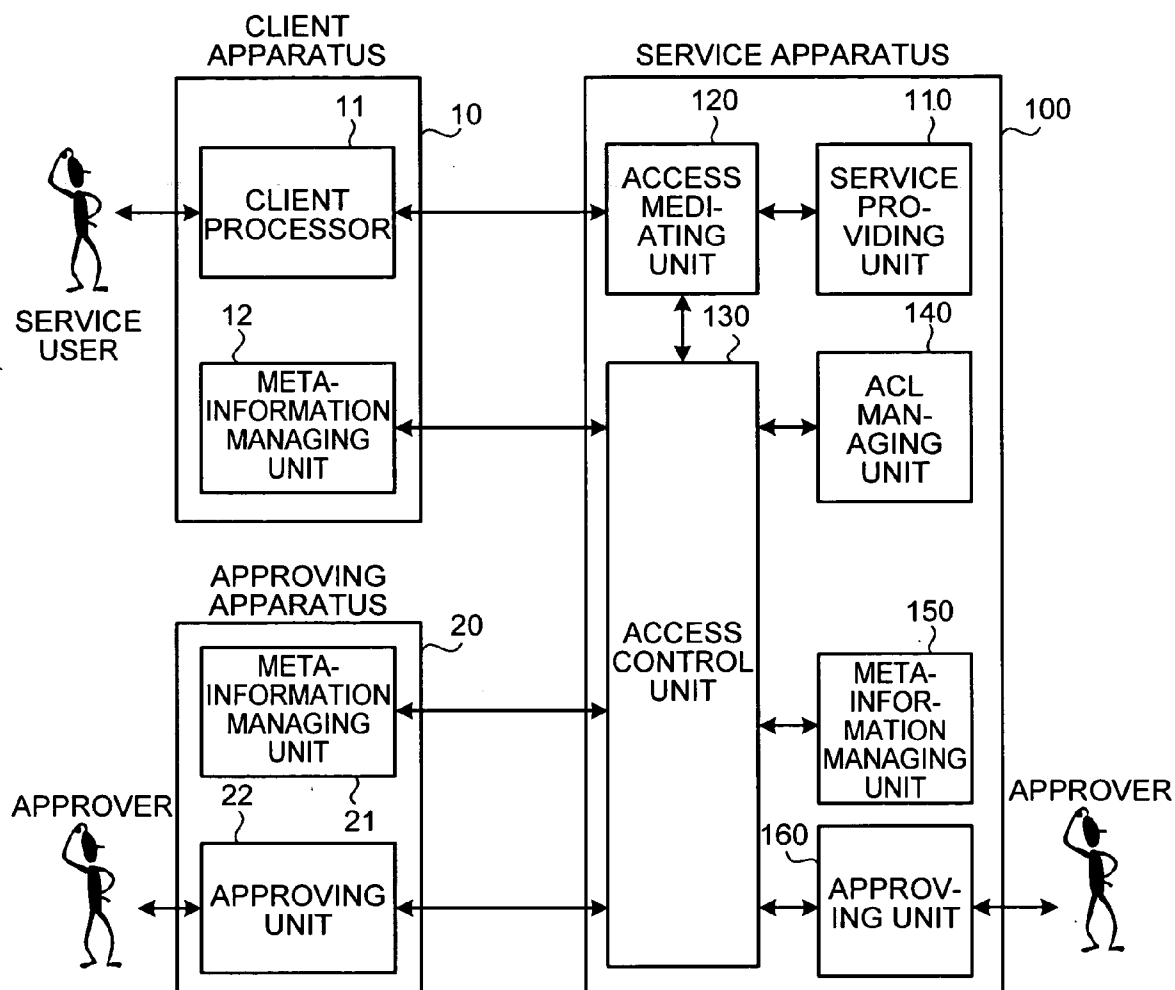 CLIENT
APPARATUS
SERVICE APPARATUS
11
10
120
110
100
CLIENT
PROCESSOR
ACCESS
MEDI-
ATING
UNIT
SERVICE
PRO-
VIDING UNIT
SERVICE
USER
12
130
140
META-
INFORMATION
MANAGING
UNIT
ACL
MAN-
AGING
UNIT
APPROVING
APPARATUS
20
META-
INFORMATION
MANAGING
UNIT
ACCESS
CONTROL
UNIT
150
META-
INFOR-
MATION
MANAGING
UNIT
APPROVER
22
21
APPROVER
160
APPROVING
UNIT
APPROV-
ING UNIT